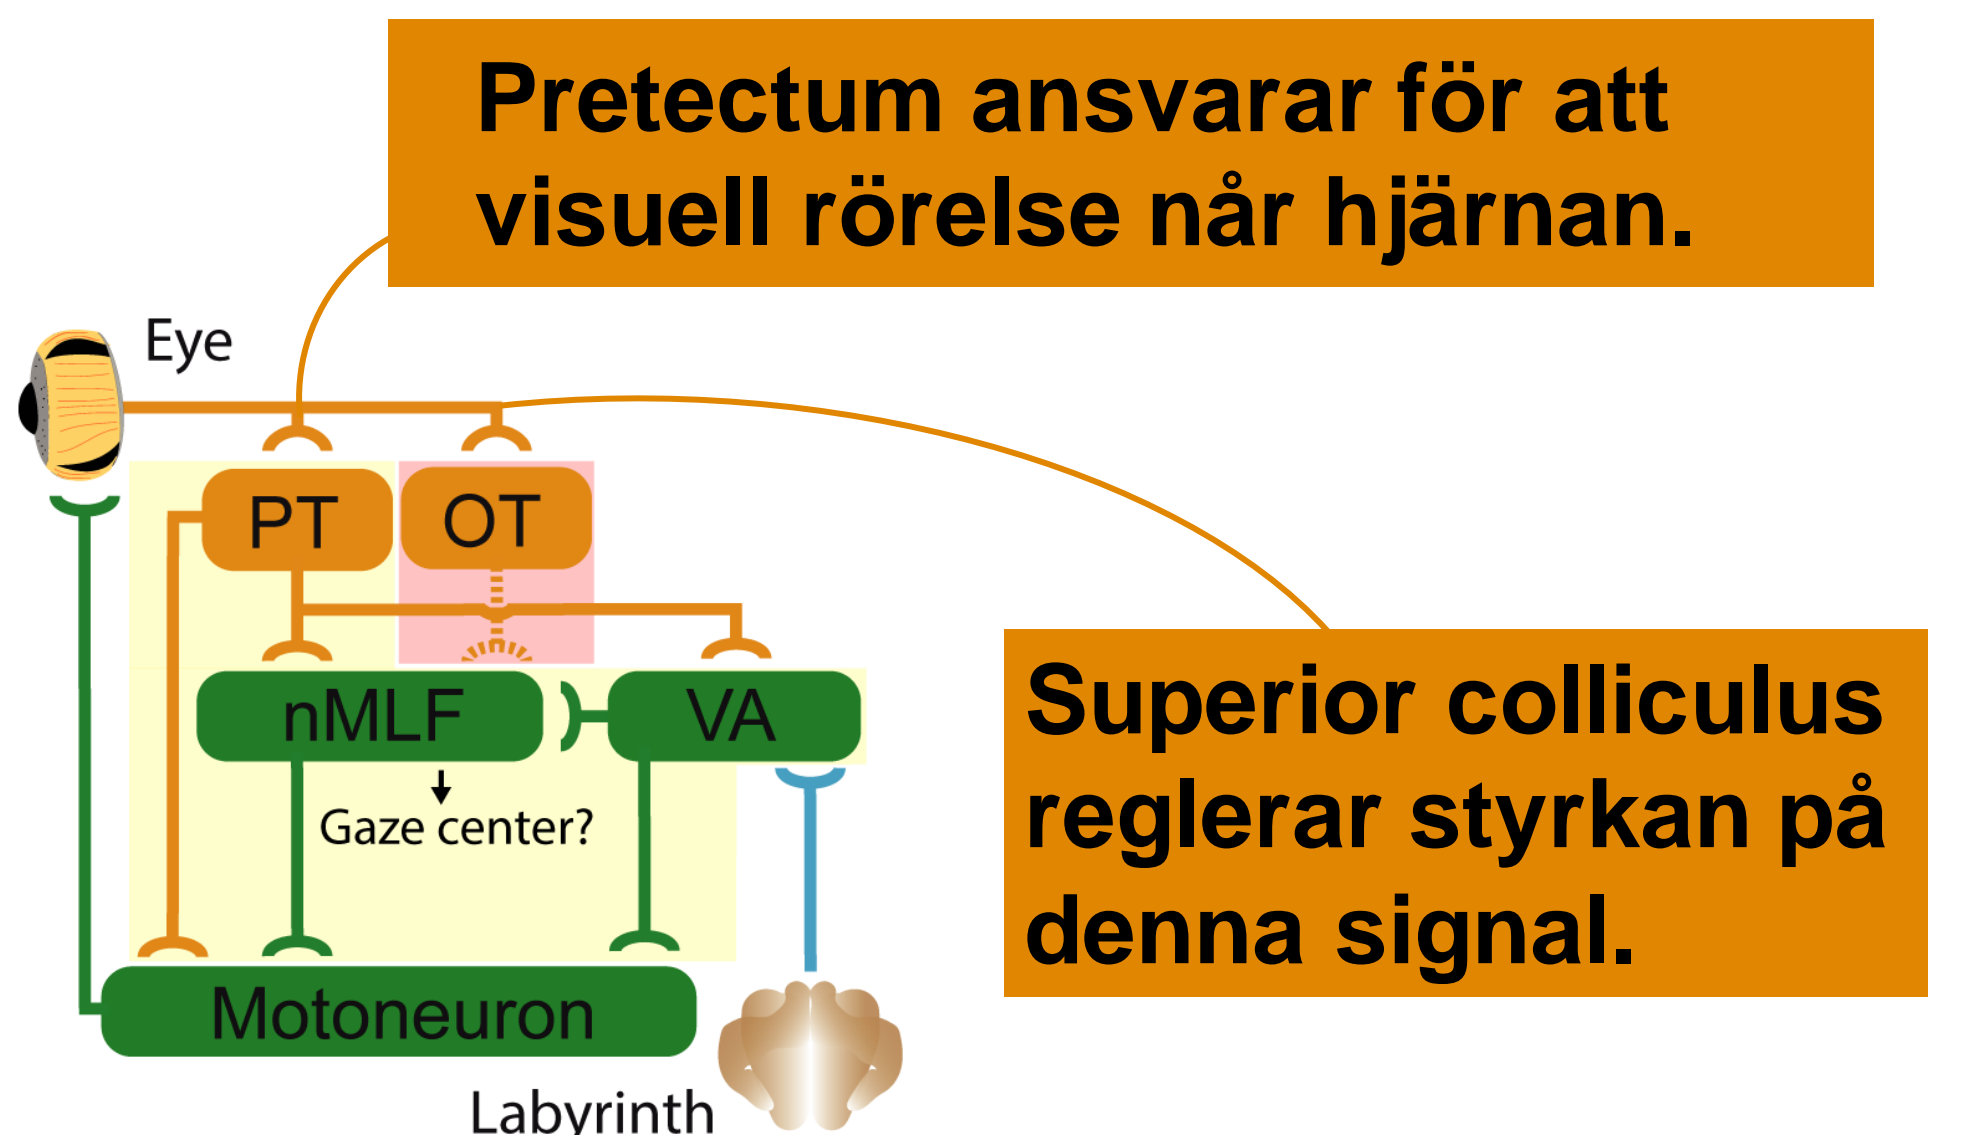 Pretectum ansvarar för att
visuell rörelse når hjärnan.
Eye
PT
OT
nMLF
VA
Gaze center?
Superior colliculus
reglerar styrkan på
denna signal.
Motoneuron
Labyrinth